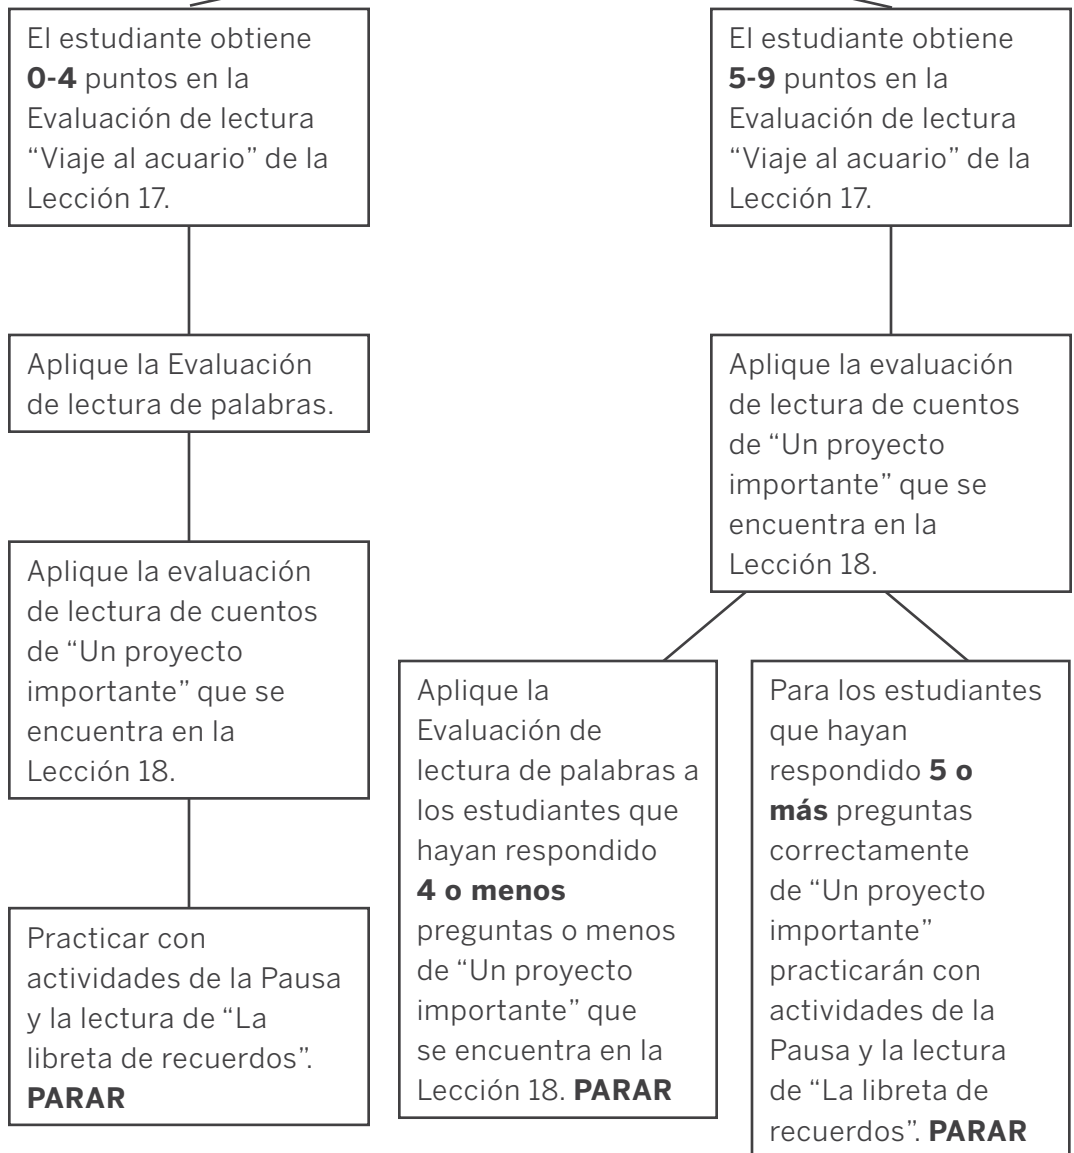 El estudiante obtiene
0-4 puntos en la
Evaluación de lectura
“Viaje al acuario” de la
Lección 17.
El estudiante obtiene
5-9 puntos en la
Evaluación de lectura
“Viaje al acuario” de la
Lección 17.
Aplique la Evaluación
de lectura de palabras.
Aplique la evaluación
de lectura de cuentos
de “Un proyecto
importante” que se
encuentra en la
Lección 18.
Aplique la evaluación
de lectura de cuentos
de “Un proyecto
importante” que se
encuentra en la
Lección 18.
Aplique la
Evaluación de
lectura de palabras a
los estudiantes que
hayan respondido
4 o menos
preguntas o menos
de “Un proyecto
importante” que
se encuentra en la
Lección 18. PARAR
Para los estudiantes
que hayan
respondido 5 o
más preguntas
correctamente
de “Un proyecto
importante”
practicarán con
actividades de la
Pausa y la lectura
de “La libreta de
recuerdos”. PARAR
Practicar con
actividades de la Pausa
y la lectura de “La
libreta de recuerdos”.
PARAR